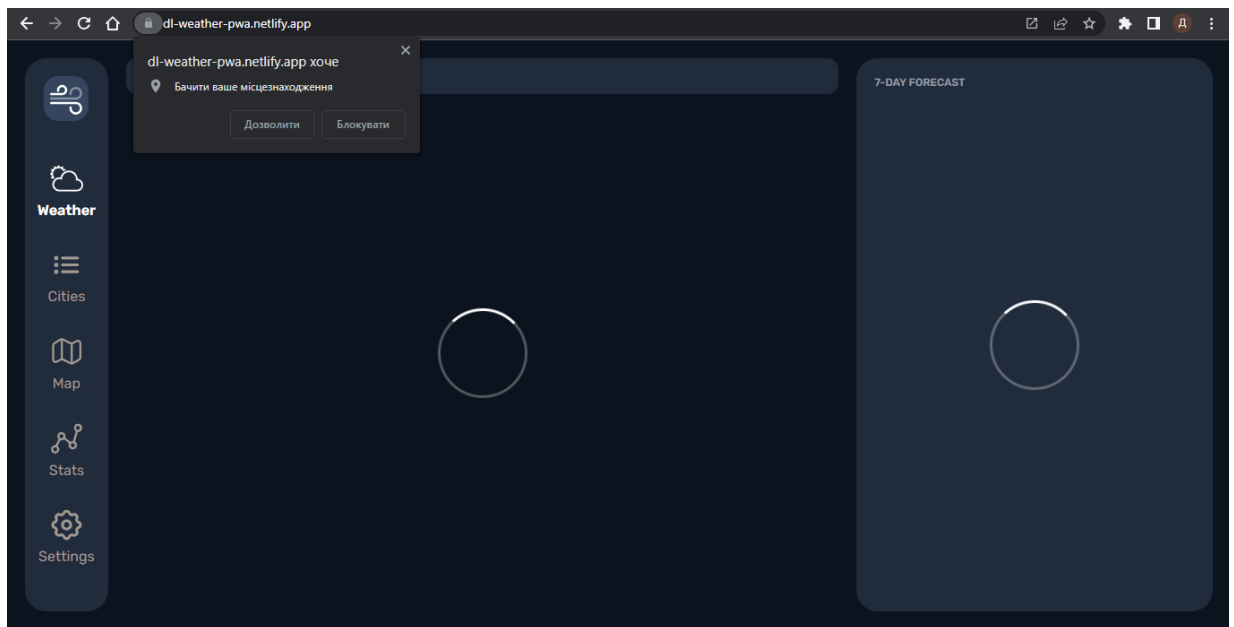 dl-weather-pwa.netlify.app
Д
dl-weather-pwa.netlify.app хоче
Бачити ваше місцезнаходження
Дозволити
Блокувати
7-DAY FORECAST
Weather
Cities
Map
Stats
Settings